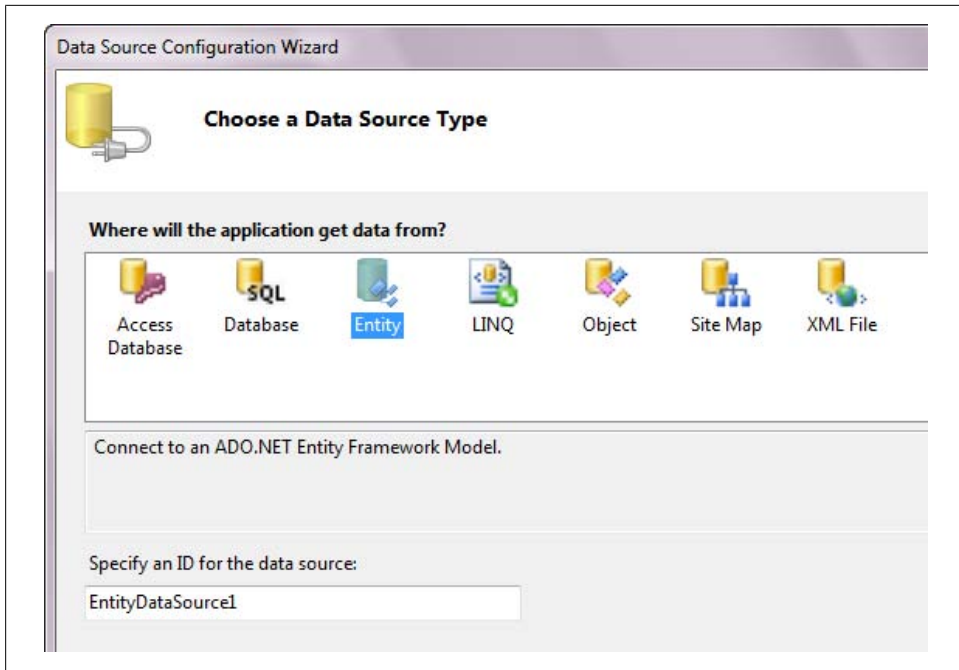 Data Source Configuration Wizard
Choose a Data Source Type
Where will the application get data from?
SQL
Access Database
Database
Entity
LINQ
Object
Site Map
XML File
Connect to an ADO.NET Entity Framework Model.
Specify an ID for the data source:
EntityDataSource1